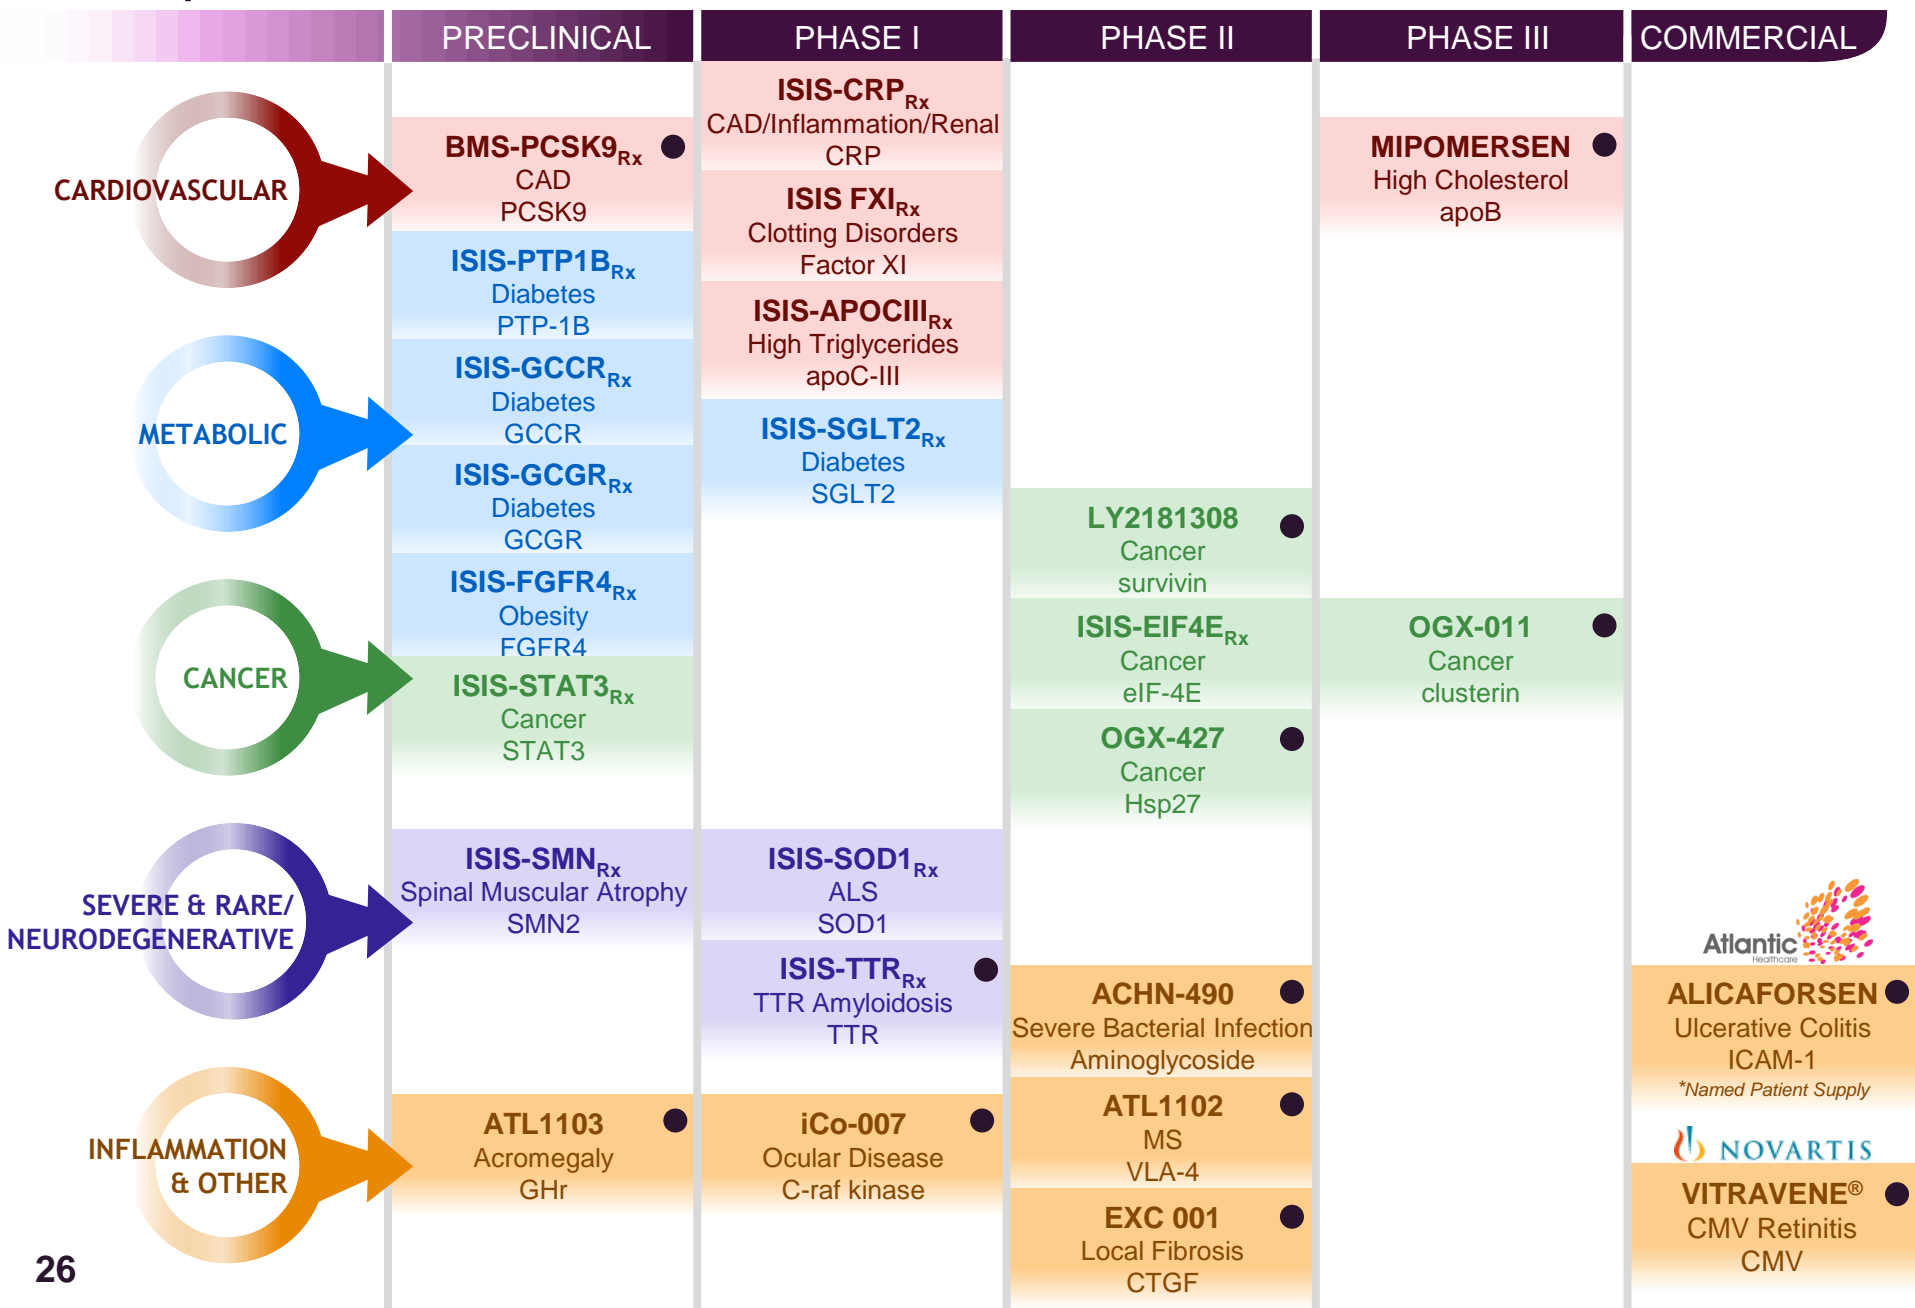 PRECLINICAL
PHASE I
PHASE II
PHASE III
COMMERCIAL
CARDIOVASCULAR
METABOLIC
CANCER
SEVERE & RARE/
NEURODEGENERATIVE
INFLAMMATION
& OTHER
BMS-PCSK9Rx
CAD
PCSK9
ISIS-PTP1BRx
Diabetes
PTP-1B
ISIS-GCCRRx
Diabetes
GCCR
ISIS-GCGRRx
Diabetes
GCGR
ISIS-FGFR4Rx
Obesity
FGFR4
ISIS-STAT3Rx
Cancer
STAT3
ISIS-SMNRx
Spinal Muscular Atrophy
SMN2
ATL1103
Acromegaly
GHr
ISIS-CRPRx
CAD/Inflammation/Renal
CRP
ISIS FXIRx
Clotting Disorders
Factor XI
ISIS-APOCIIIRx
High Triglycerides
apoC-III
ISIS-SGLT2Rx
Diabetes
SGLT2
ISIS-SOD1Rx
ALS
SOD1
ISIS-TTRRx
TTR Amyloidosis
TTR
iCo-007
Ocular Disease
C-raf kinase
LY2181308
Cancer
survivin
ISIS-EIF4ERx
Cancer
eIF-4E
OGX-427
Cancer
Hsp27
ACHN-490
Severe Bacterial Infection
Aminoglycoside
ATL1102
MS
VLA-4
EXC 001
Local Fibrosis
CTGF
MIPOMERSEN
High Cholesterol
apoB
OGX-011
Cancer
clusterin
Atlantic
Healthcare
ALICAFORSEN
Ulcerative Colitis
ICAM-1
*Named Patient Supply
NOVARTIS
VITRAVENE®
CMV Retinitis
CMV
26